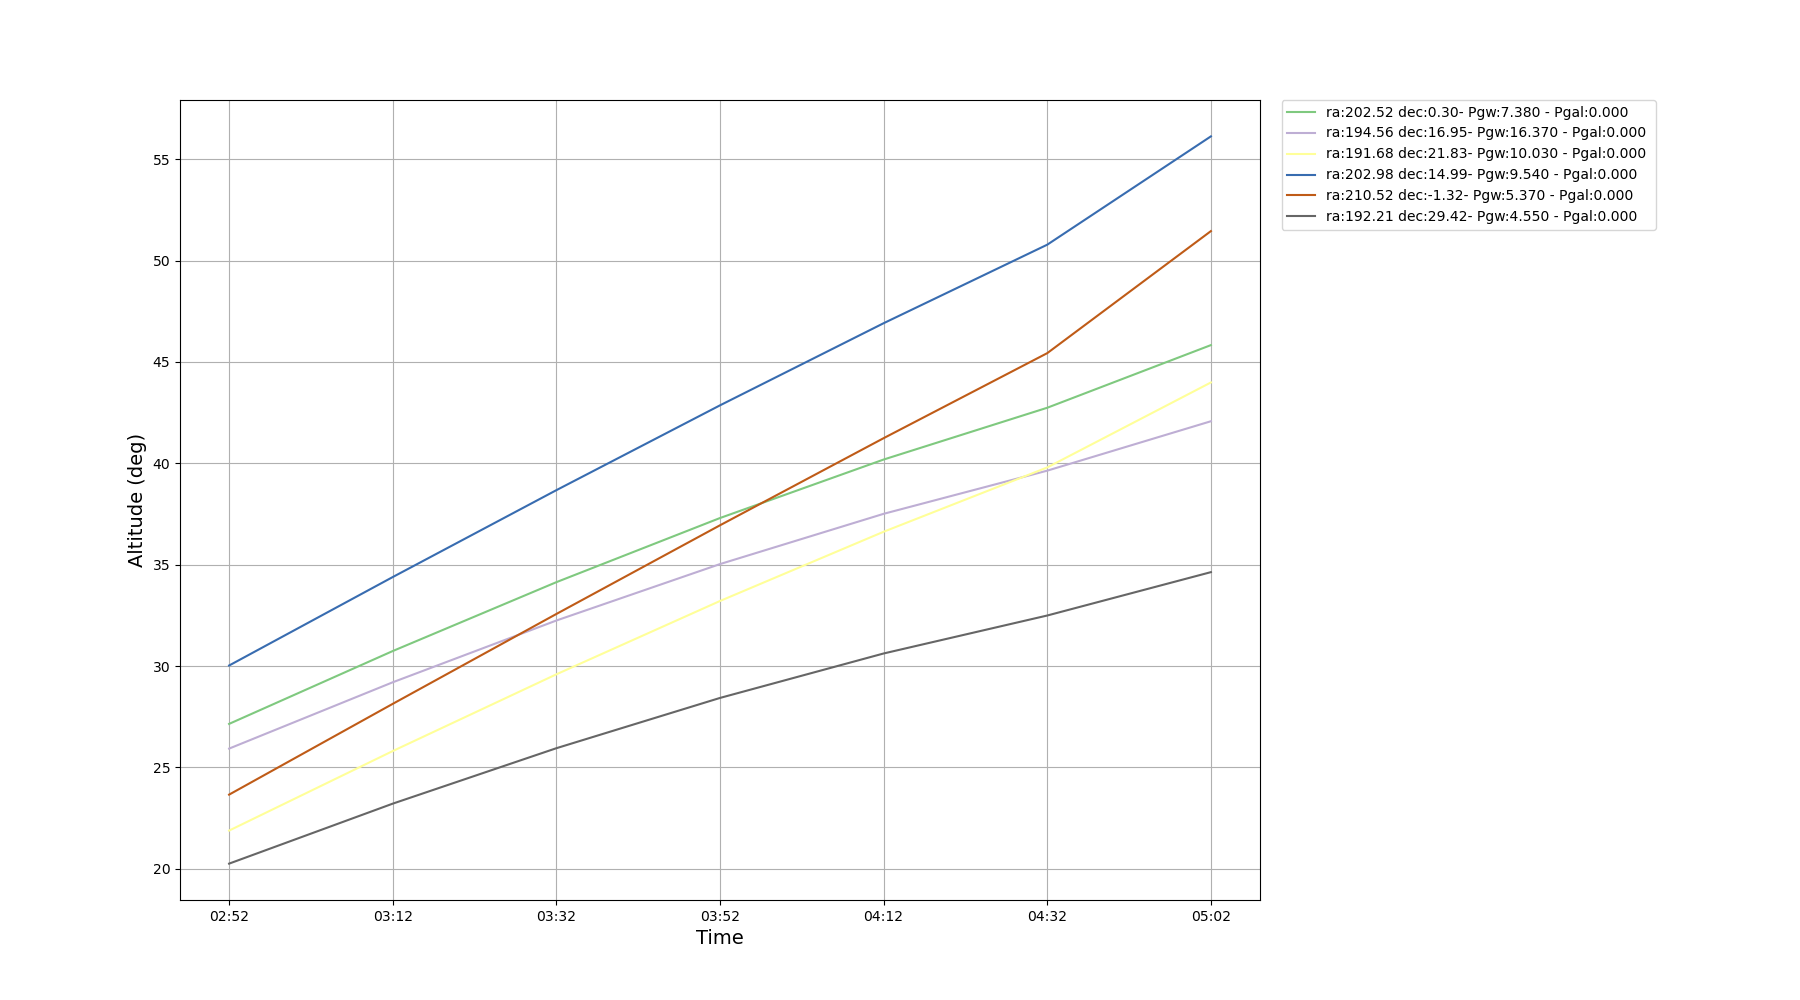 ra:202.52 dec:0.30- Pgw:7.380 - Pgal:0.000
ra:194.56 dec:16.95- Pgw:16.370 - Pgal:0.000
ra:191.68 dec:21.83- Pgw:10.030 - Pgal:0.000
ra:202.98 dec:14.99- Pgw:9.540 - Pgal:0.000
ra:210.52 dec:-1.32- Pgw:5.370 - Pgal:0.000
ra:192.21 dec:29.42- Pgw:4.550 - Pgal:0.000
55
50
45
40
35
30
25
20
Altitude (deg)
02:52 03:12 03:32 03:52 04:12 04:32 05:02
Time